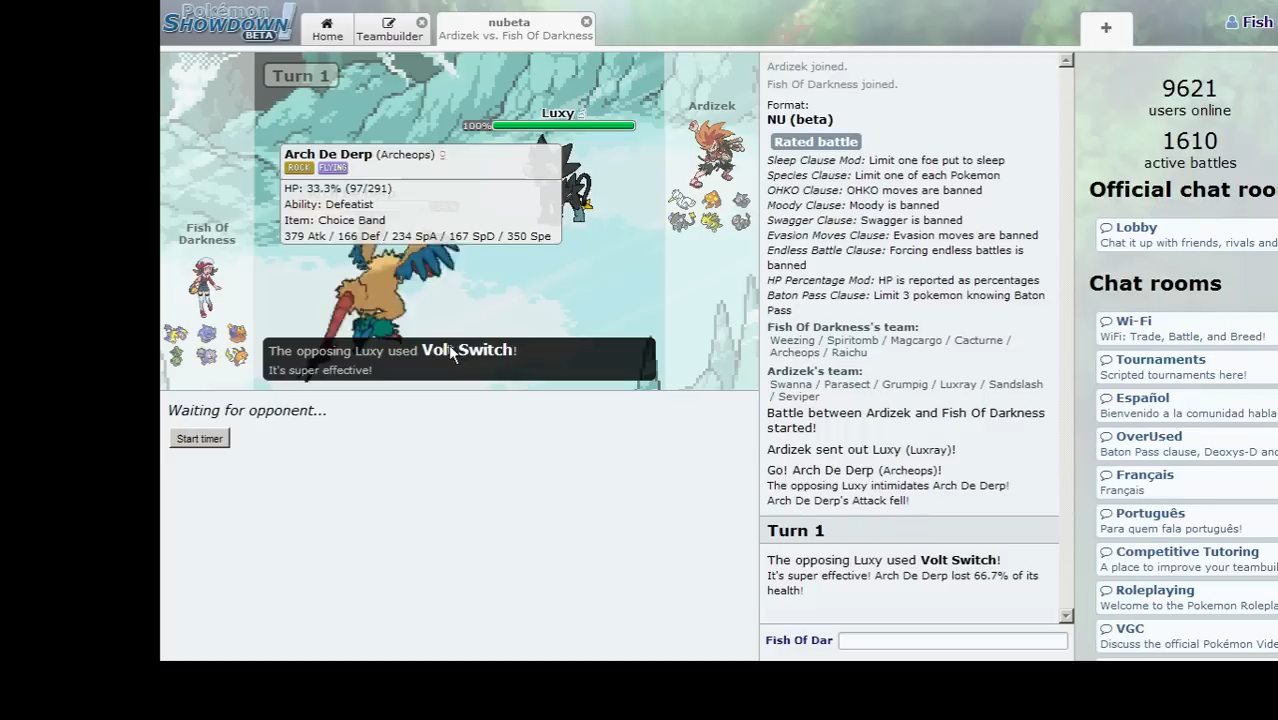 Pokémon
SHOWDOWN!
BETA
Home
Teambuilder
nubeta
Ardizek vs. Fish Of Darkness
+
Fish
Turn 1
Luxy
100%
Arch De Derp (Archeops) ♀
ROCK FLYING
HP: 33.3% (97/291)
Ability: Defeatist
Item: Choice Band
379 Atk / 166 Def / 234 SpA / 167 SpD / 350 Spe
Fish Of
Darkness
Ardizek
The opposing Luxy used Volt Switch!
It's super effective!
Waiting for opponent...
Start timer
Ardizek joined.
Fish Of Darkness joined.
Format:
NU (beta)
Rated battle
Sleep Clause Mod: Limit one foe put to sleep
Species Clause: Limit one of each Pokemon
OHKO Clause: OHKO moves are banned
Moody Clause: Moody is banned
Swagger Clause: Swagger is banned
Evasion Moves Clause: Evasion moves are banned
Endless Battle Clause: Forcing endless battles is
banned
HP Percentage Mod: HP is reported as percentages
Baton Pass Clause: Limit 3 pokemon knowing Baton
Pass
Fish Of Darkness's team:
Weezing / Spiritomb / Magcargo / Cacturne /
Archeops / Raichu
Ardizek's team:
Swanna / Parasect / Grumpig / Luxray / Sandslash
/ Seviper
Battle between Ardizek and Fish Of Darkness
started!
Ardizek sent out Luxy (Luxray)!
Go! Arch De Derp (Archeops)!
The opposing Luxy intimidates Arch De Derp!
Arch De Derp's Attack fell!
Turn 1
The opposing Luxy used Volt Switch!
It's super effective! Arch De Derp lost 66.7% of its
health!
Fish Of Dar
9621
users online
1610
active battles
Official chat roo
Lobby
Chat it up with friends, rivals and
Chat rooms
Wi-Fi
WiFi: Trade, Battle, and Breed!
Tournaments
Scripted tournaments here!
Español
Bienvenido a la comunidad habla
OverUsed
Baton Pass clause, Deoxys-D and
Français
Français
Português
Para quem fala português!
Competitive Tutoring
A place to improve your teambuil
Roleplaying
Welcome to the Pokemon Rolepla
VGC
Discuss the official Pokémon Vide